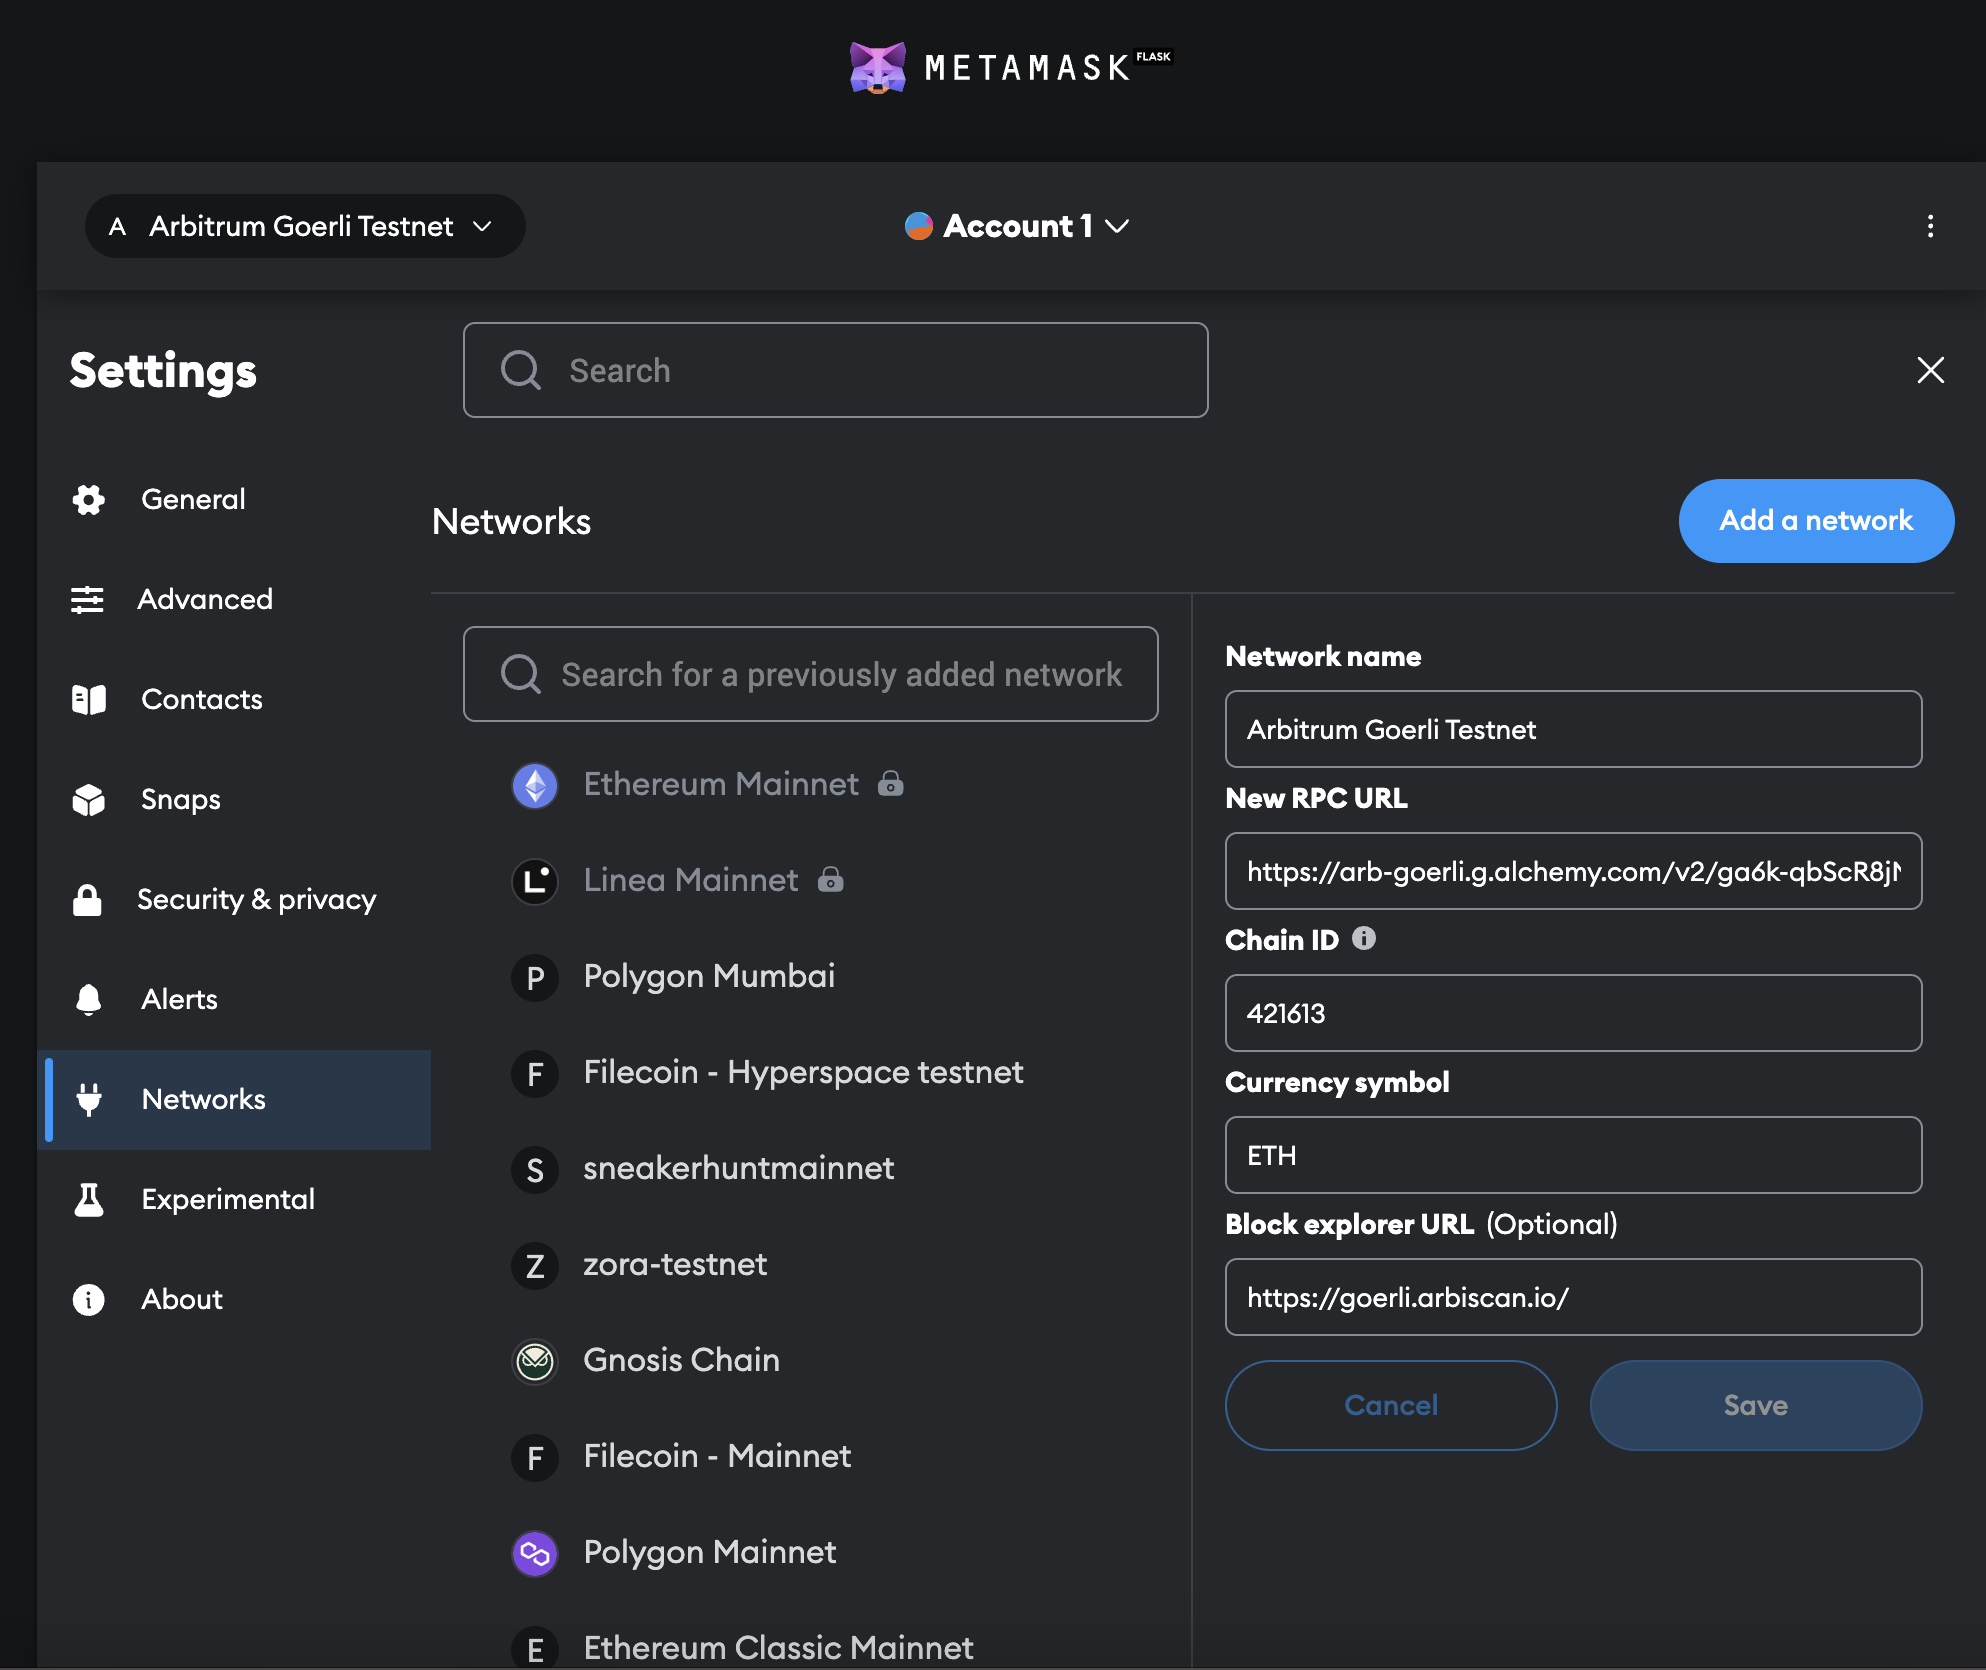 METAMASK FLASK
A Arbitrum Goerli Testnet
Account 1
Settings
Search
General
Advanced
Contacts
Snaps
Security & privacy
Alerts
Networks
Experimental
About
Networks
Add a network
Search for a previously added network
Ethereum Mainnet
L Linea Mainnet
P Polygon Mumbai
F Filecoin - Hyperspace testnet
S sneakerhuntmainnet
Z zora-testnet
Gnosis Chain
F Filecoin - Mainnet
Polygon Mainnet
E Ethereum Classic Mainnet
Network name
Arbitrum Goerli Testnet
New RPC URL
https://arb-goerli.g.alchemy.com/v2/ga6k-qbScR8j
Chain ID
421613
Currency symbol
ETH
Block explorer URL (Optional)
https://goerli.arbiscan.io/
Cancel
Save